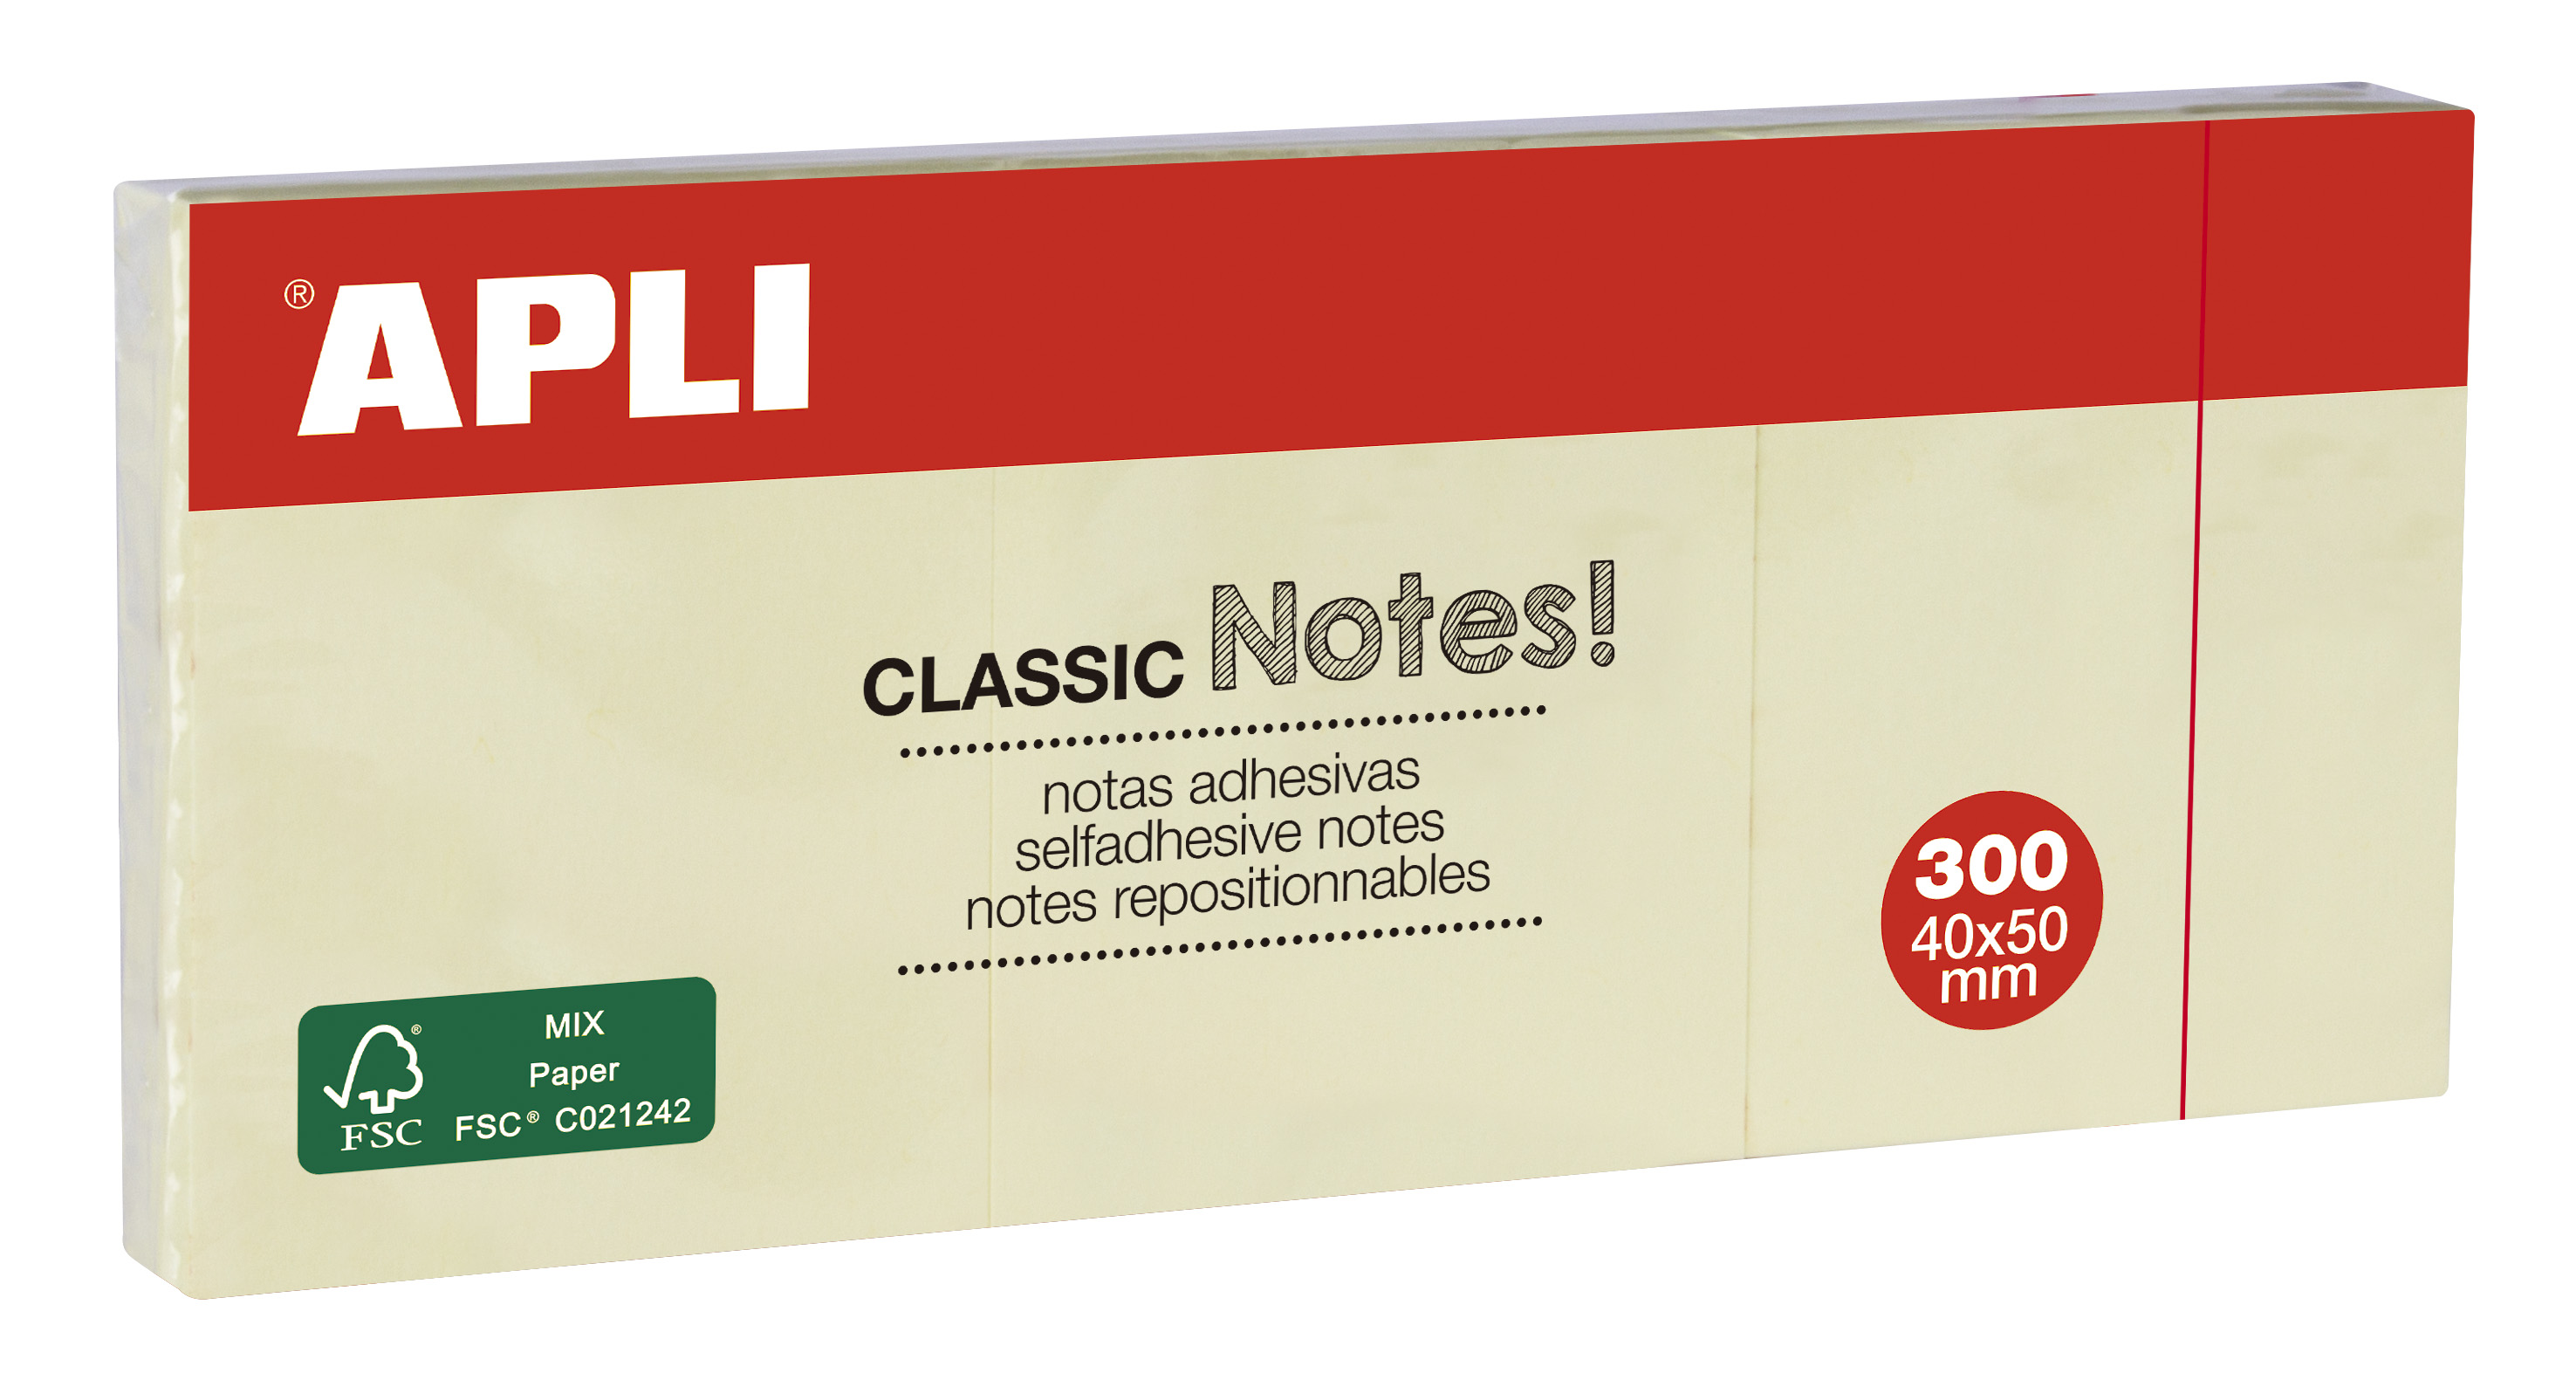 ® APLI
CLASSIC Notes!
notas adhesivas
selfadhesive notes
notes repositionnables
300
40x50
mm
®
FSC
MIX
Paper
FSC® C021242